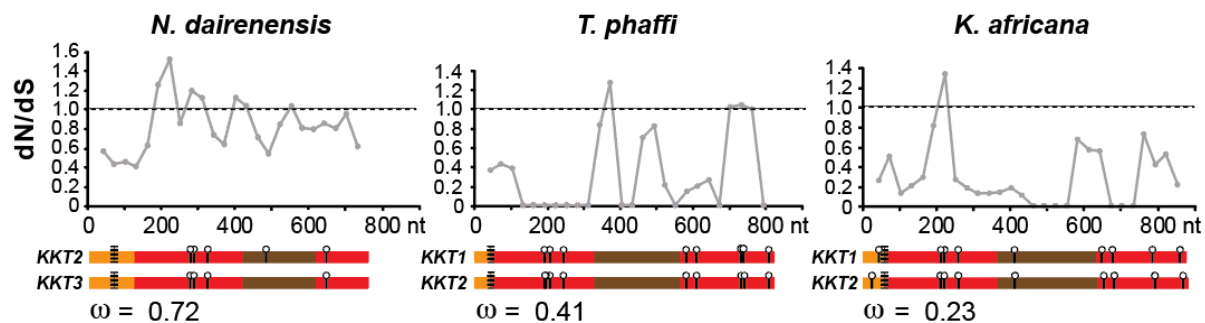 N. dairenensis
T. phaffi
K. africana
dN/dS
1.6
1.4
1.2
1.0
0.8
0.6
0.4
0.2
0
0 200 400 600 800 nt
1.4
1.2
1.0
0.8
0.6
0.4
0.2
0
0 200 400 600 800 nt
1.4
1.2
1.0
0.8
0.6
0.4
0.2
0
0 200 400 600 800 nt
KKT2
KKT3
ω = 0.72
KKT1
KKT2
ω = 0.41
KKT1
KKT2
ω = 0.23